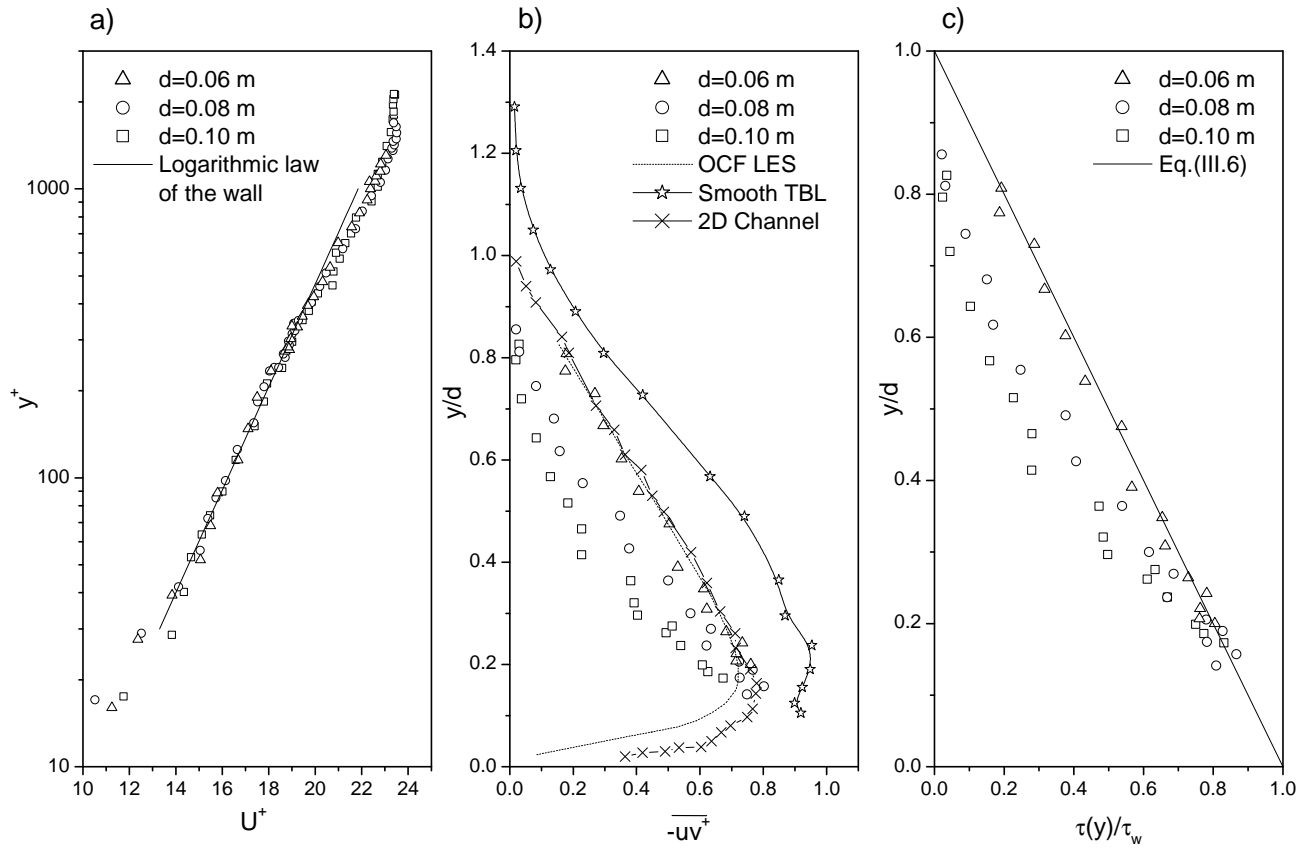 a)
d=0.06 m
d=0.08 m
d=0.10 m
Logarithmic law
of the wall
1000
100
10
y+
10 12 14 16 18 20 22 24
U+
b)
1.4
1.2
1.0
0.8
0.6
0.4
0.2
0.0
d=0.06 m
d=0.08 m
d=0.10 m
OCF LES
Smooth TBL
2D Channel
y/d
0.0 0.2 0.4 0.6 0.8 1.0
-uv+
c)
1.0
0.8
0.6
0.4
0.2
0.0
d=0.06 m
d=0.08 m
d=0.10 m
Eq.(III.6)
y/d
0.0 0.2 0.4 0.6 0.8 1.0
τ(y)/τw